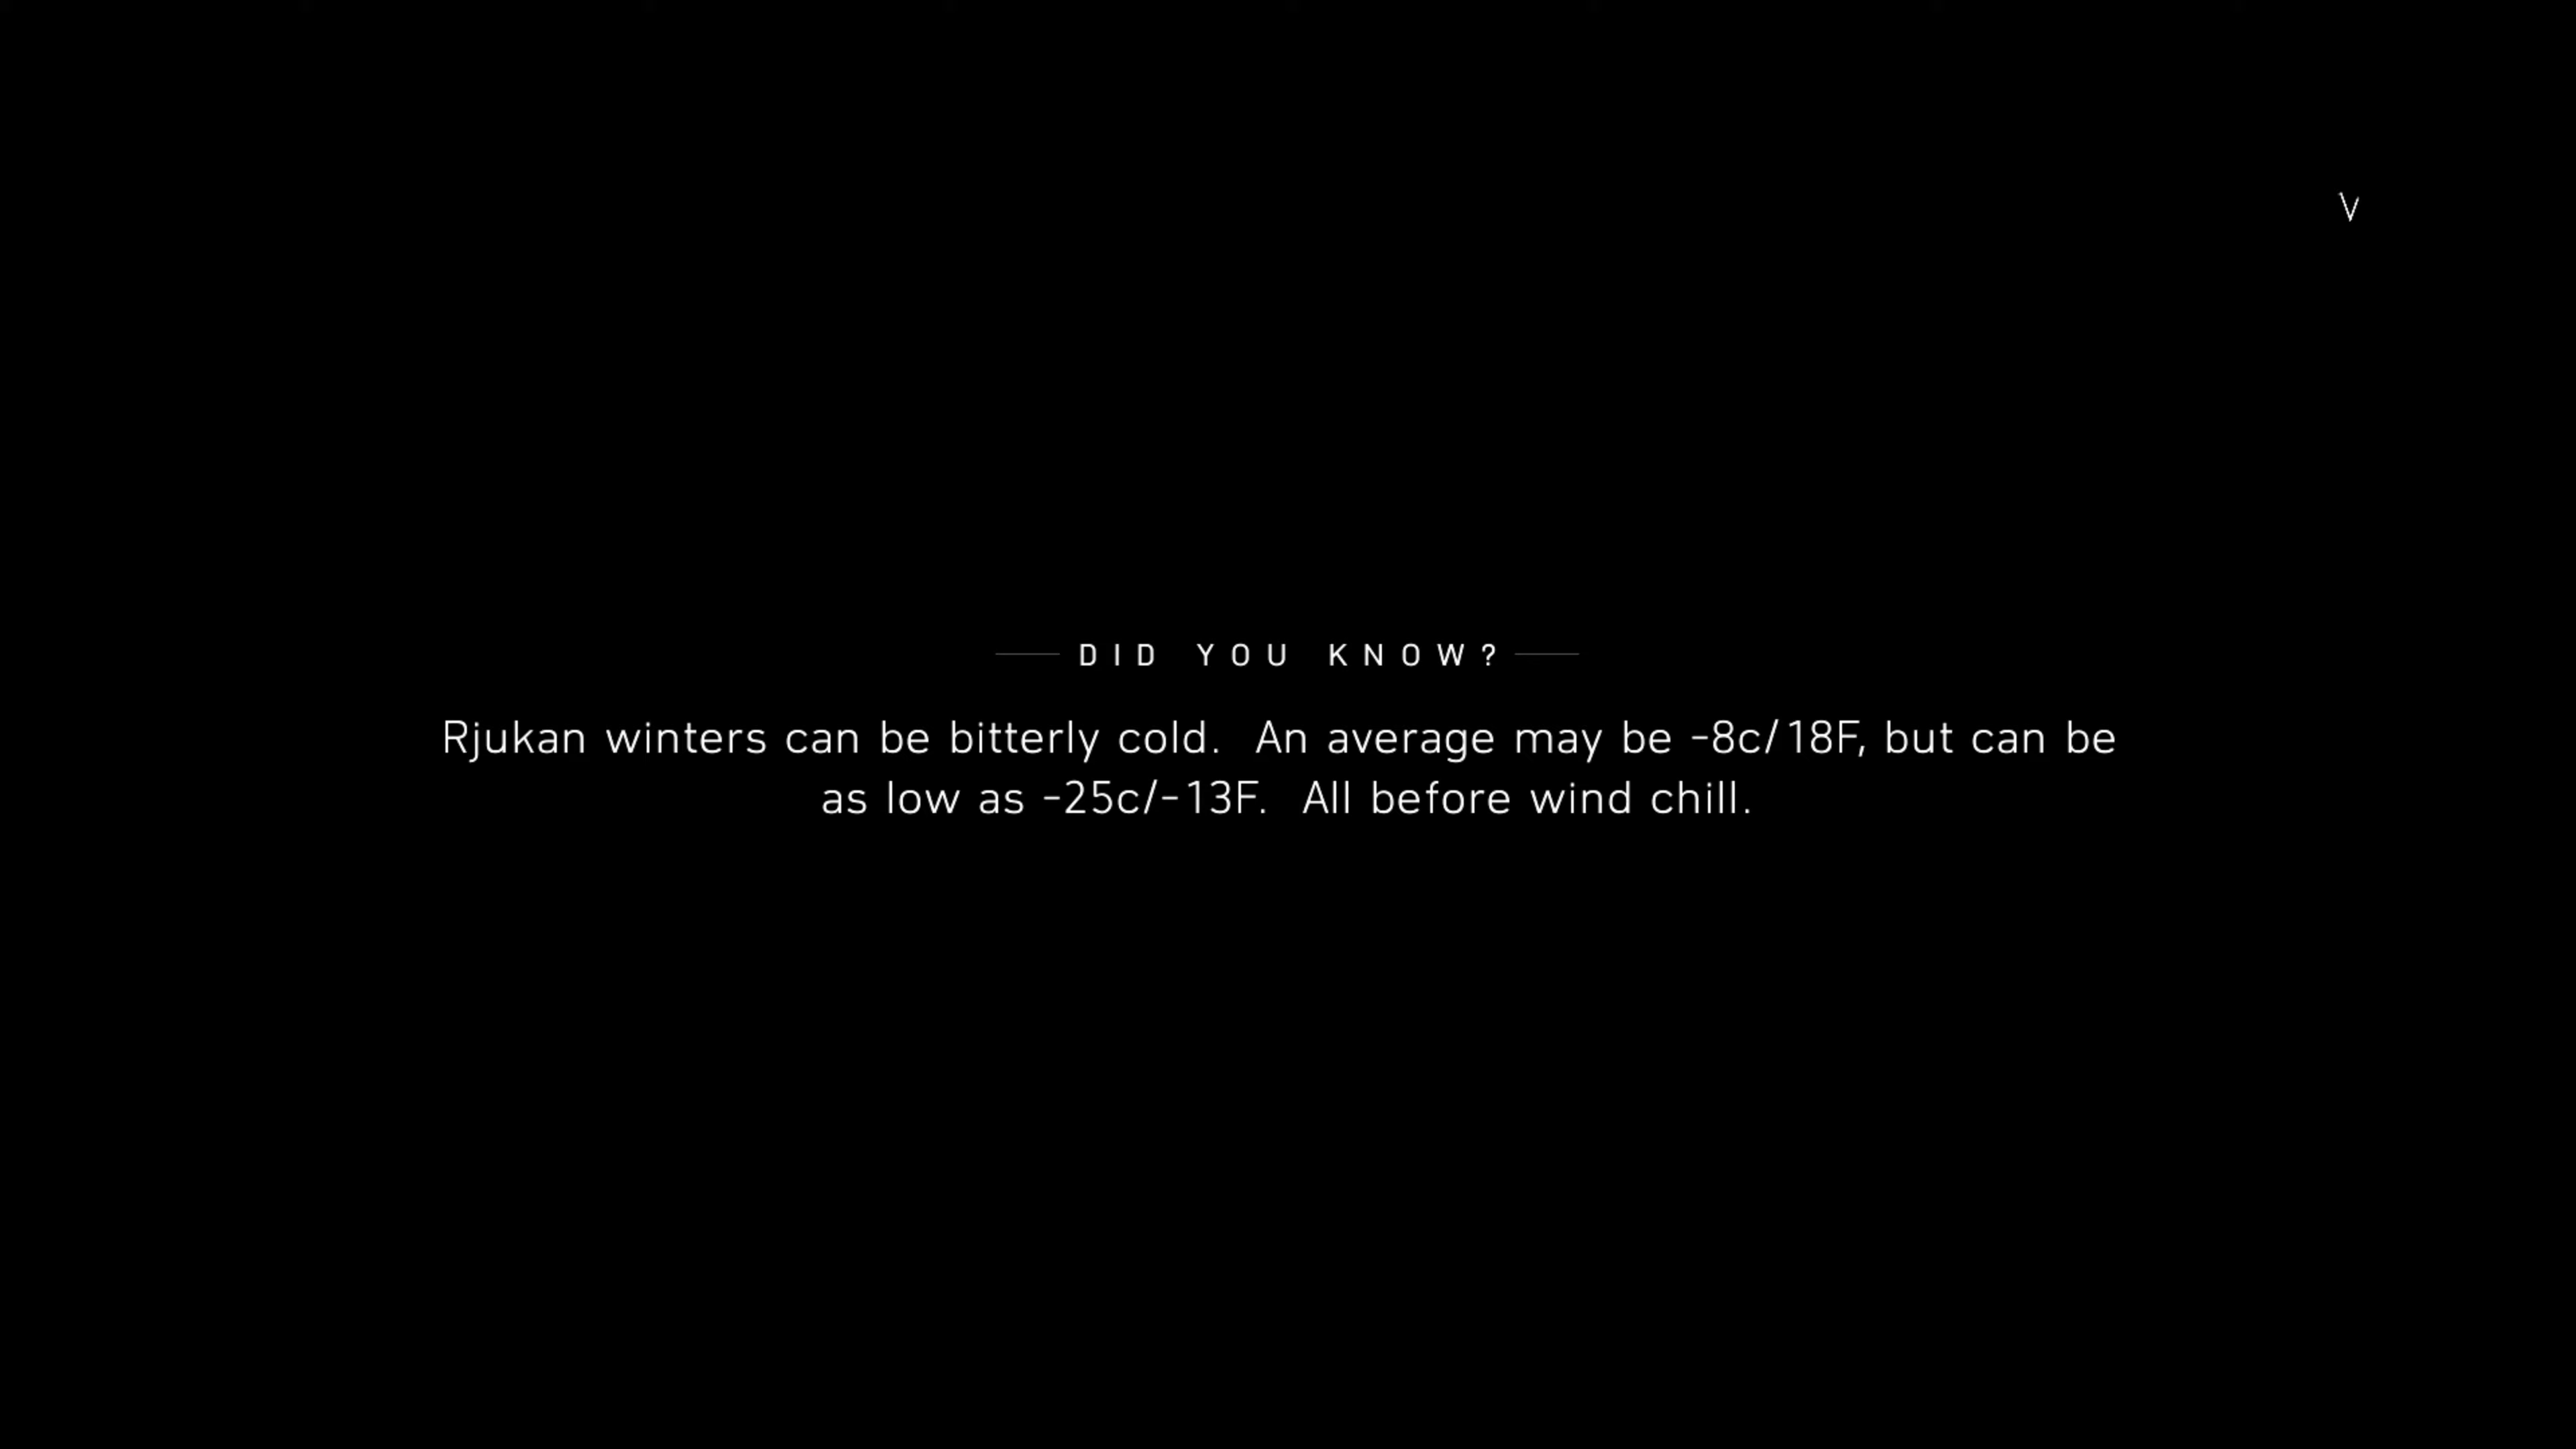 V
DID YOU KNOW?
Rjukan winters can be bitterly cold.  An average may be -8c/18F, but can be
as low as -25c/-13F.  All before wind chill.